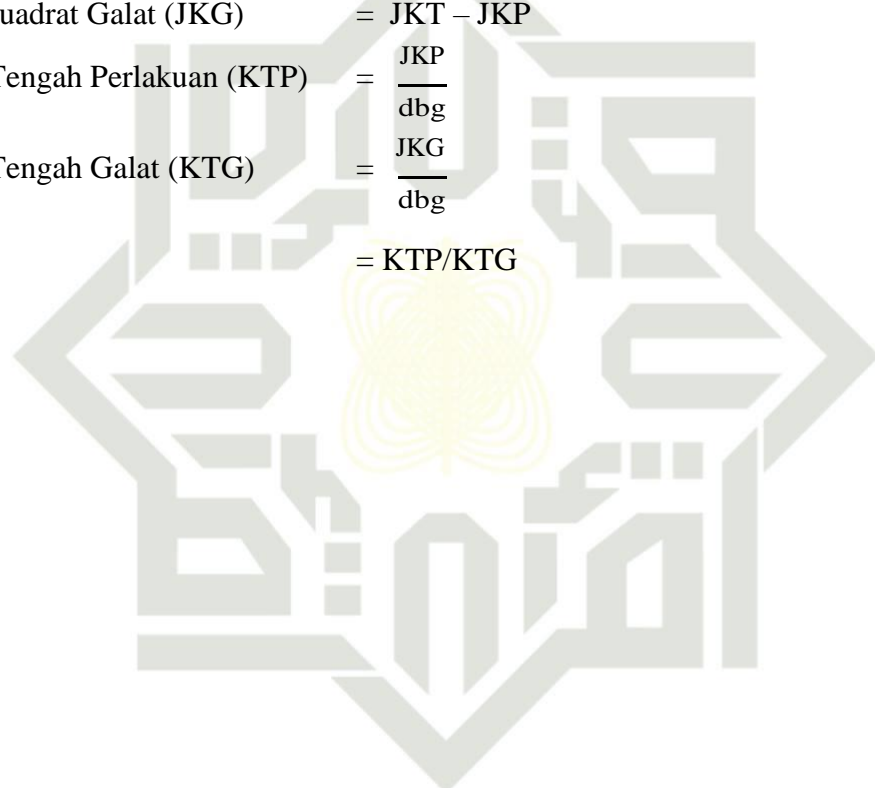 uadrat Galat (JKG) = JKT – JKP
Tengah Perlakuan (KTP) = JKP
dbg
Tengah Galat (KTG) = JKG
dbg
= KTP/KTG